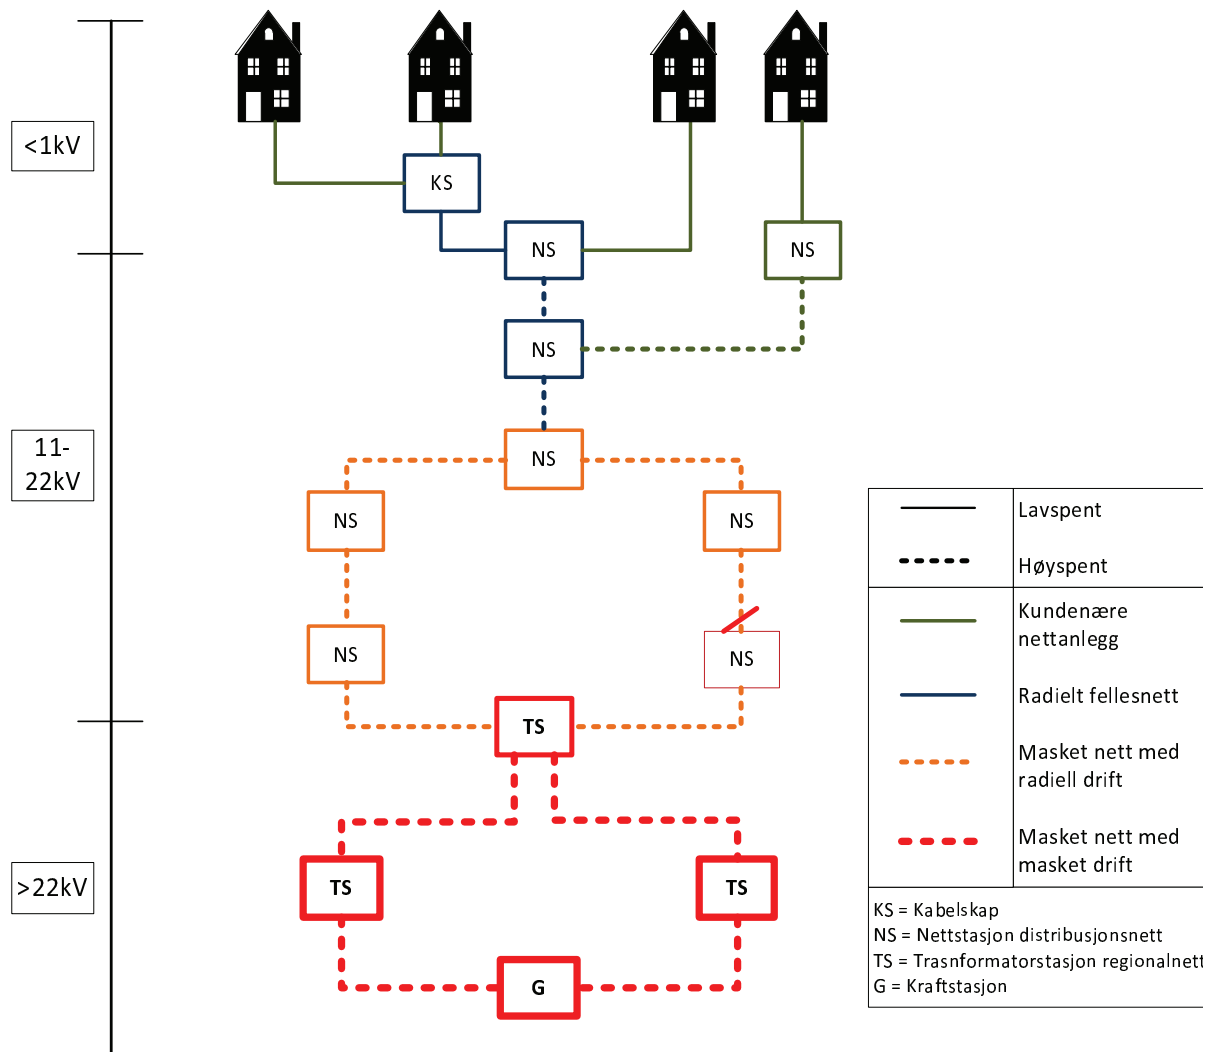 <1kV
KS
NS
NS
NS
11-
22kV
NS
NS
NS
NS
NS
TS
>22kV
TS
TS
G
Lavspent
Høyspent
Kundenære
nettanlegg
Radielt fellesnett
Masket nett med
radiell drift
Masket nett med
masket drift
KS = Kabelskap
NS = Nettstasjon distribusjonsnett
TS = Trasnformatorstasjon regionalnett
G = Kraftstasjon